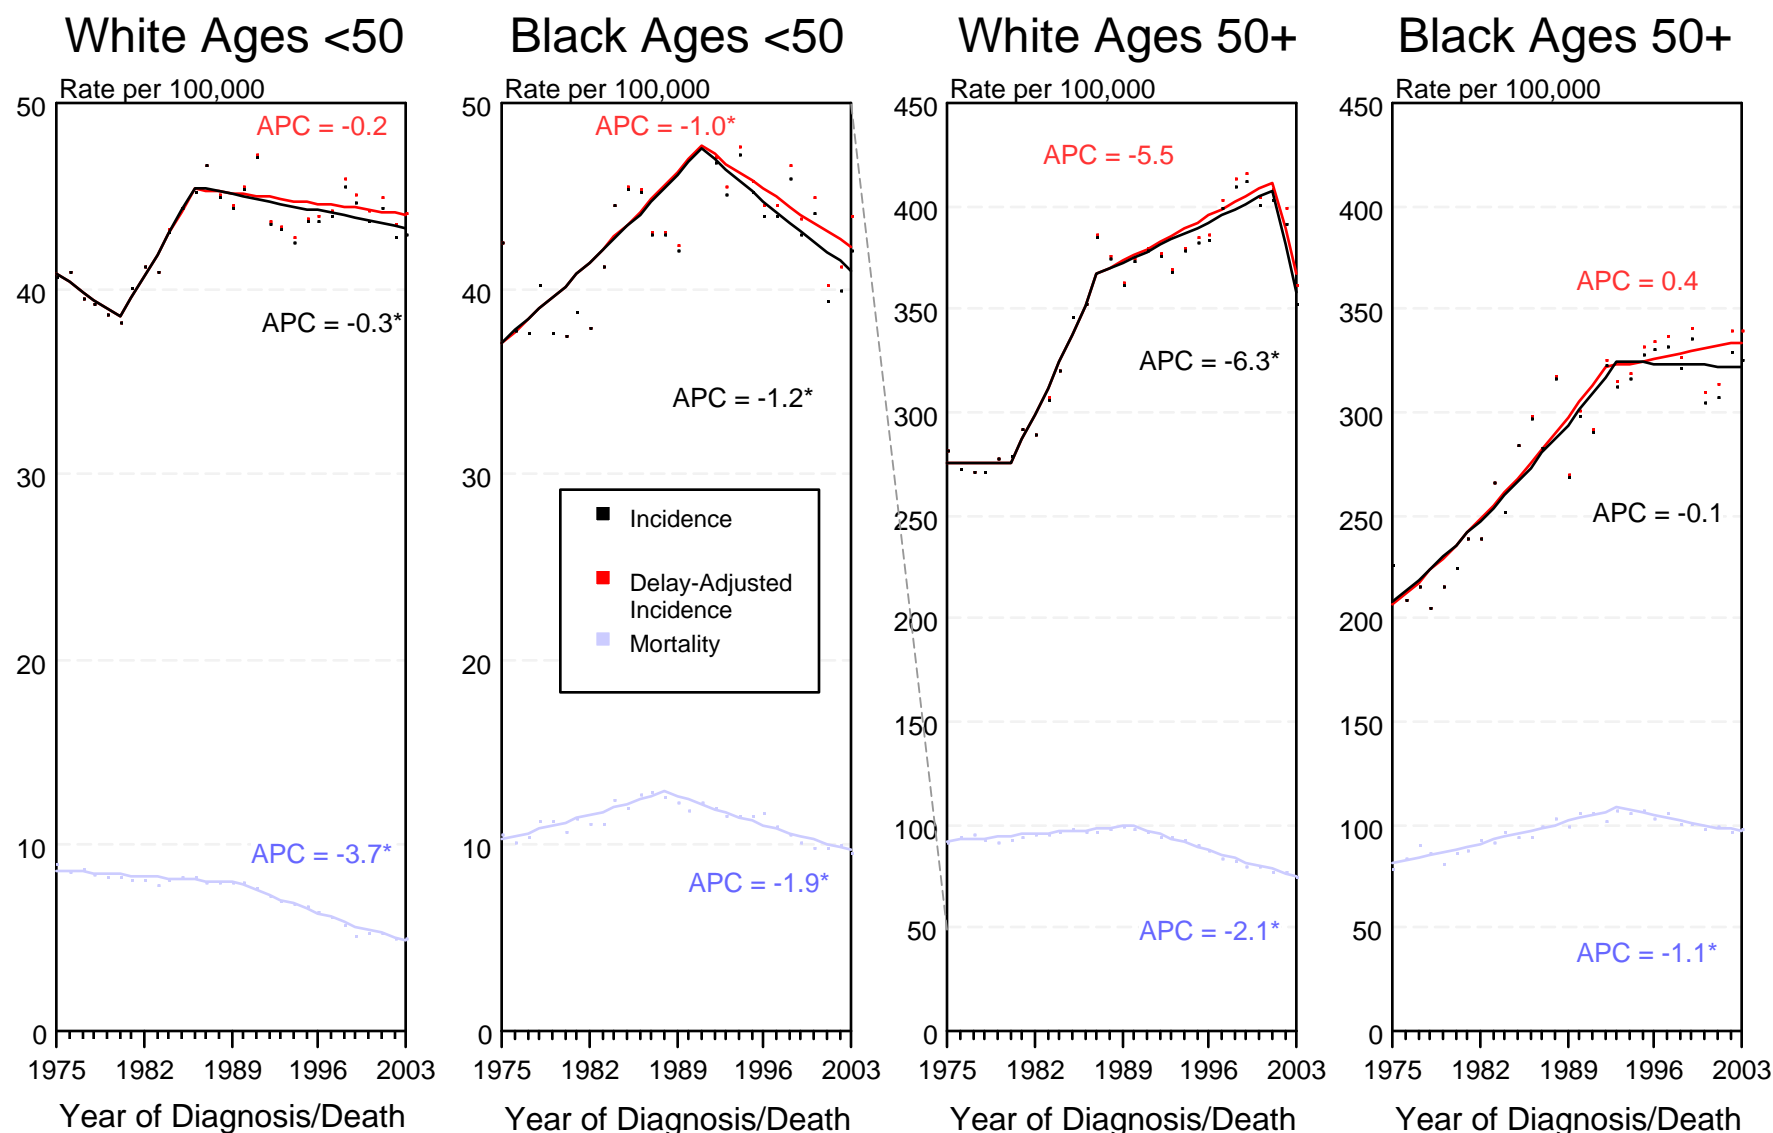 White Ages <50
Black Ages <50
White Ages 50+
Black Ages 50+
Rate per 100,000
Rate per 100,000
Rate per 100,000
Rate per 100,000
50
40
30
20
10
0
APC = -0.2
APC = -0.3*
APC = -3.7*
1975 1982 1989 1996 2003
Year of Diagnosis/Death
50
40
30
20
10
0
APC = -1.0*
APC = -1.2*
Incidence
Delay-Adjusted
Incidence
Mortality
APC = -1.9*
1975 1982 1989 1996 2003
Year of Diagnosis/Death
450
400
350
300
250
200
150
100
50
0
APC = -5.5
APC = -6.3*
APC = -2.1*
1975 1982 1989 1996 2003
Year of Diagnosis/Death
450
400
350
300
250
200
150
100
50
0
APC = 0.4
APC = -0.1
APC = -1.1*
1975 1982 1989 1996 2003
Year of Diagnosis/Death